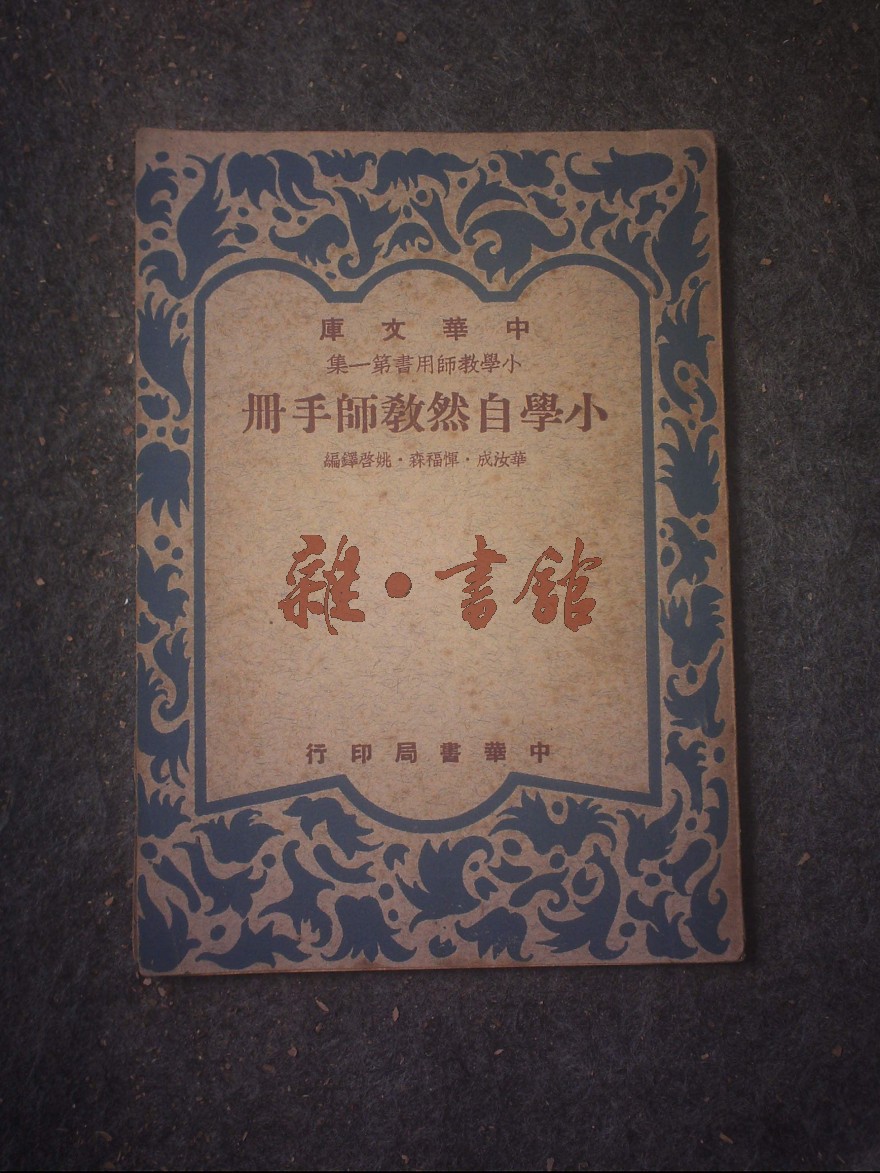 中華文庫
小學教師用書第一集
小學自然教師手冊
華汝成・惲福森・姚啓鐸編
雜・書館
中華書局印行